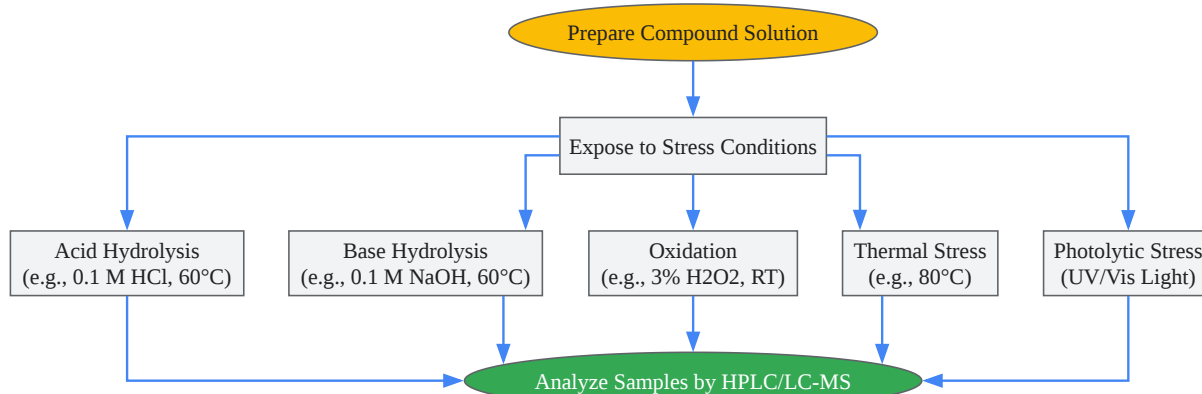 Prepare Compound Solution
Expose to Stress Conditions
Acid Hydrolysis
(e.g., 0.1 M HCl, 60°C)
Base Hydrolysis
(e.g., 0.1 M NaOH, 60°C)
Oxidation
(e.g., 3% H2O2, RT)
Thermal Stress
(e.g., 80°C)
Photolytic Stress
(UV/Vis Light)
Analyze Samples by HPLC/LC-MS